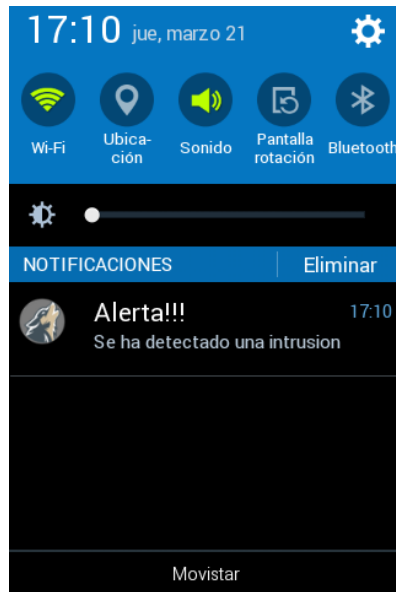 17:10 jue, marzo 21
Wi-Fi
Ubica-
ción
Sonido
Pantalla
rotación
Bluetooth
NOTIFICACIONES Eliminar
Alerta!!! 17:10
Se ha detectado una intrusion
Movistar